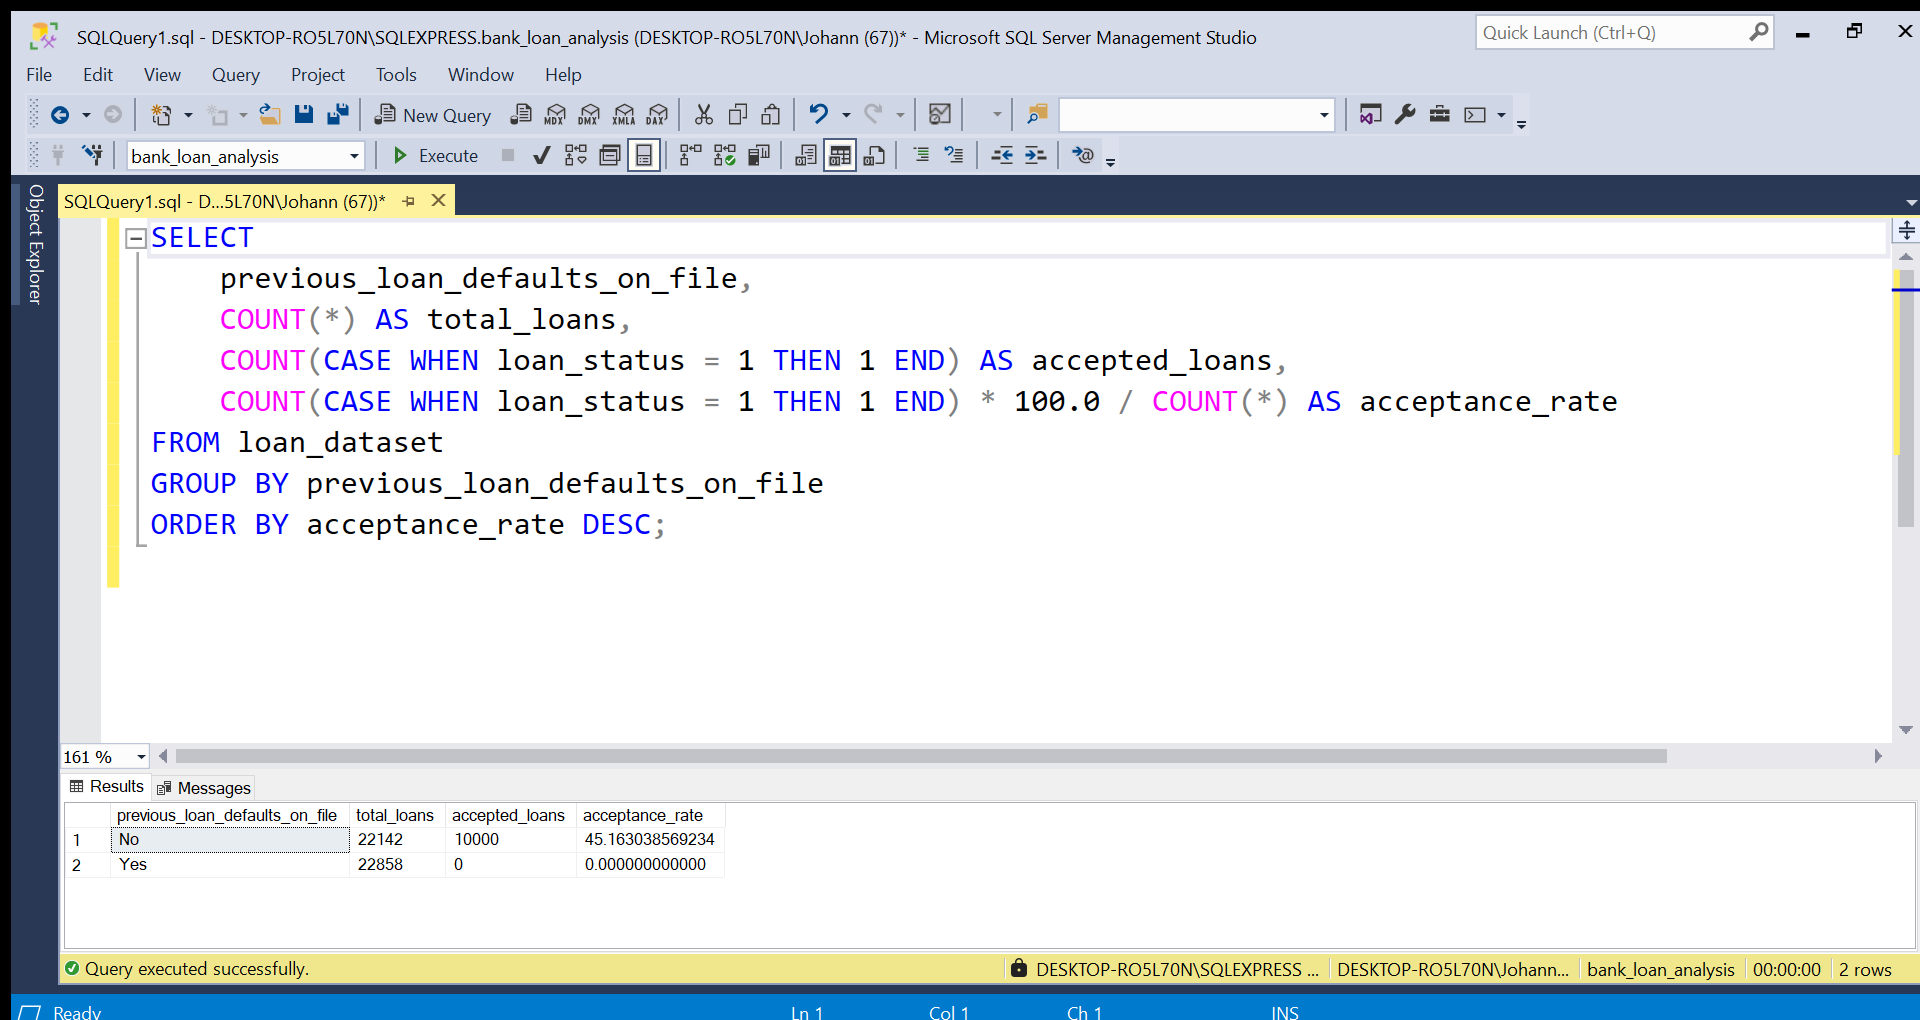 SQLQuery1.sql - DESKTOP-RO5L70N\SQLEXPRESS.bank_loan_analysis (DESKTOP-RO5L70N\Johann (67))* - Microsoft SQL Server Management Studio
Quick Launch (Ctrl+Q)
File Edit View Query Project Tools Window Help
New Query MDX DMX XMLA DAX
bank_loan_analysis Execute
Object Explorer
SQLQuery1.sql - D...5L70N\Johann (67))*
SELECT
previous_loan_defaults_on_file,
COUNT(*) AS total_loans,
COUNT(CASE WHEN loan_status = 1 THEN 1 END) AS accepted_loans,
COUNT(CASE WHEN loan_status = 1 THEN 1 END) * 100.0 / COUNT(*) AS acceptance_rate
FROM loan_dataset
GROUP BY previous_loan_defaults_on_file
ORDER BY acceptance_rate DESC;
161 %
Results Messages
previous_loan_defaults_on_file total_loans accepted_loans acceptance_rate
1 No 22142 10000 45.163038569234
2 Yes 22858 0 0.000000000000
Query executed successfully. DESKTOP-RO5L70N\SQLEXPRESS ... DESKTOP-RO5L70N\Johann... bank_loan_analysis 00:00:00 2 rows
Ready Ln 1 Col 1 Ch 1 INS